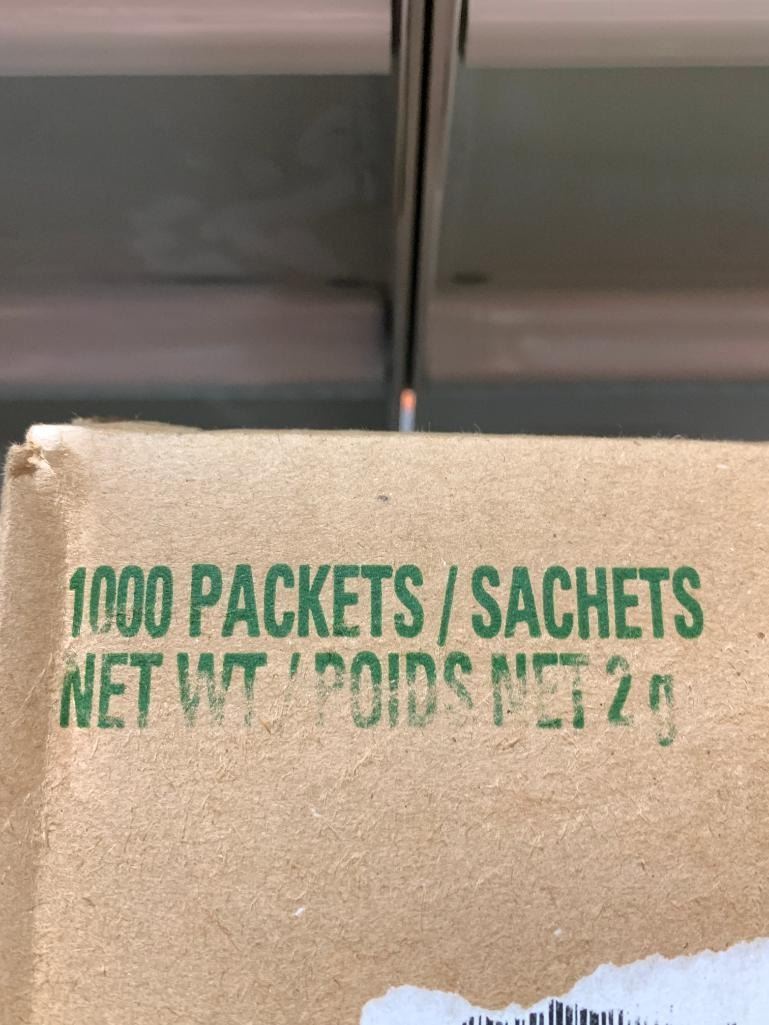 1000 PACKETS / SACHETS
NET WT / POIDS NET 2 g